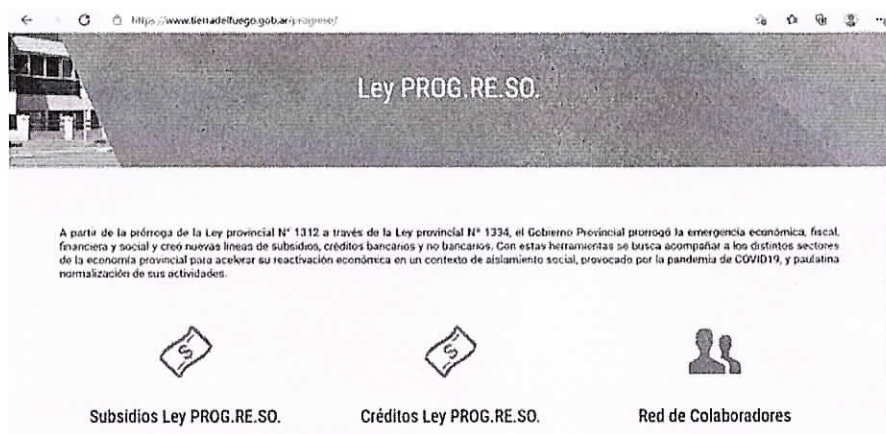 https://www.tierradelfuego.gob.ar/progreso/
Ley PROG.RE.SO.
A partir de la prórroga de la Ley provincial N° 1312 a través de la Ley provincial N° 1334, el Gobierno Provincial prorrogó la emergencia económica, fiscal,
financiera y social y creó nuevas líneas de subsidios, créditos bancarios y no bancarios. Con estas herramientas se busca acompañar a los distintos sectores
de la economía provincial para acelerar su reactivación económica en un contexto de aislamiento social, provocado por la pandemia de COVID19, y paulatina
normalización de sus actividades.
Subsidios Ley PROG.RE.SO.
Créditos Ley PROG.RE.SO.
Red de Colaboradores